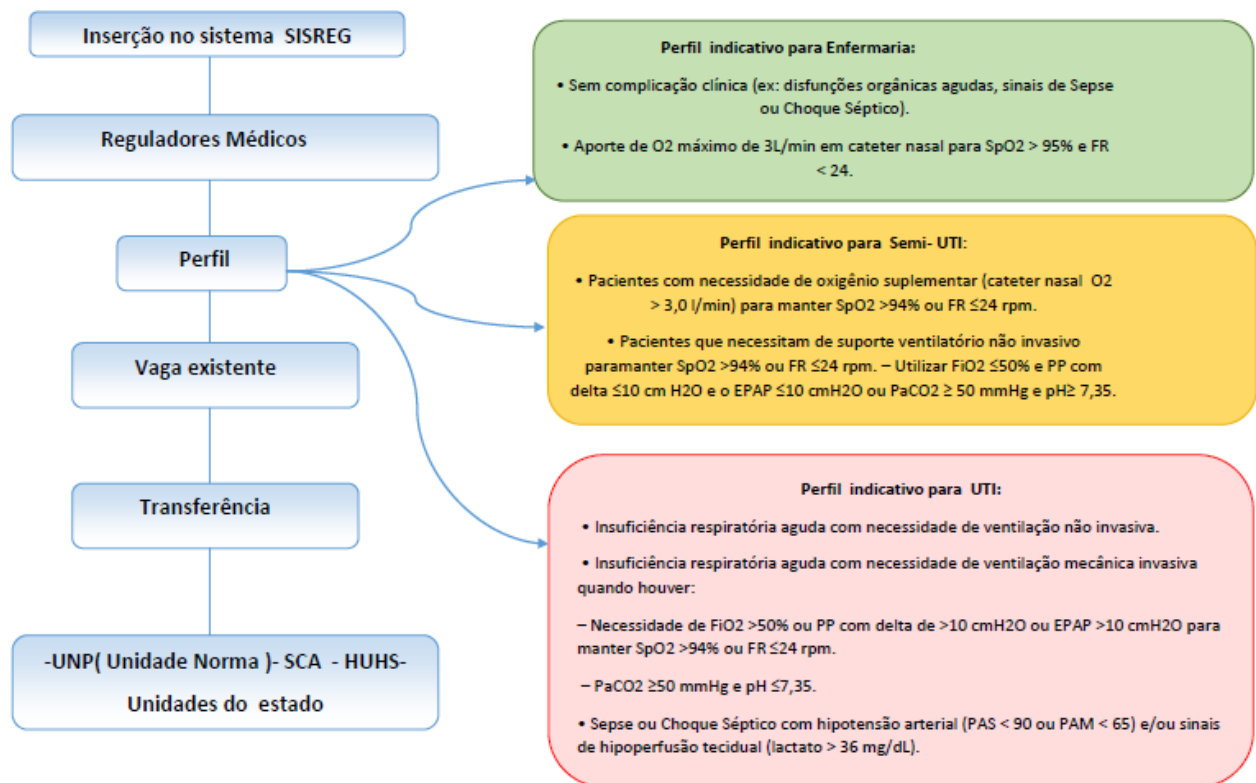 Inserção no sistema SISREG
Reguladores Médicos
Perfil
Vaga existente
Transferência
-UNP( Unidade Norma )- SCA - HUHS-
Unidades do estado
Perfil indicativo para Enfermaria:
• Sem complicação clínica (ex: disfunções orgânicas agudas, sinais de Sepse
ou Choque Séptico).
• Aporte de O2 máximo de 3L/min em cateter nasal para SpO2 > 95% e FR
< 24.
Perfil indicativo para Semi- UTI:
• Pacientes com necessidade de oxigênio suplementar (cateter nasal O2
> 3,0 l/min) para manter SpO2 >94% ou FR ≤24 rpm.
• Pacientes que necessitam de suporte ventilatório não invasivo
paramanter SpO2 >94% ou FR ≤24 rpm. – Utilizar FiO2 ≤50% e PP com
delta ≤10 cm H2O e o EPAP ≤10 cmH2O ou PaCO2 ≥ 50 mmHg e pH≥ 7,35.
Perfil indicativo para UTI:
• Insuficiência respiratória aguda com necessidade de ventilação não invasiva.
• Insuficiência respiratória aguda com necessidade de ventilação mecânica invasiva
quando houver:
– Necessidade de FiO2 >50% ou PP com delta de >10 cmH2O ou EPAP >10 cmH2O para
manter SpO2 >94% ou FR ≤24 rpm.
– PaCO2 ≥50 mmHg e pH ≤7,35.
• Sepse ou Choque Séptico com hipotensão arterial (PAS < 90 ou PAM < 65) e/ou sinais
de hipoperfusão tecidual (lactato > 36 mg/dL).